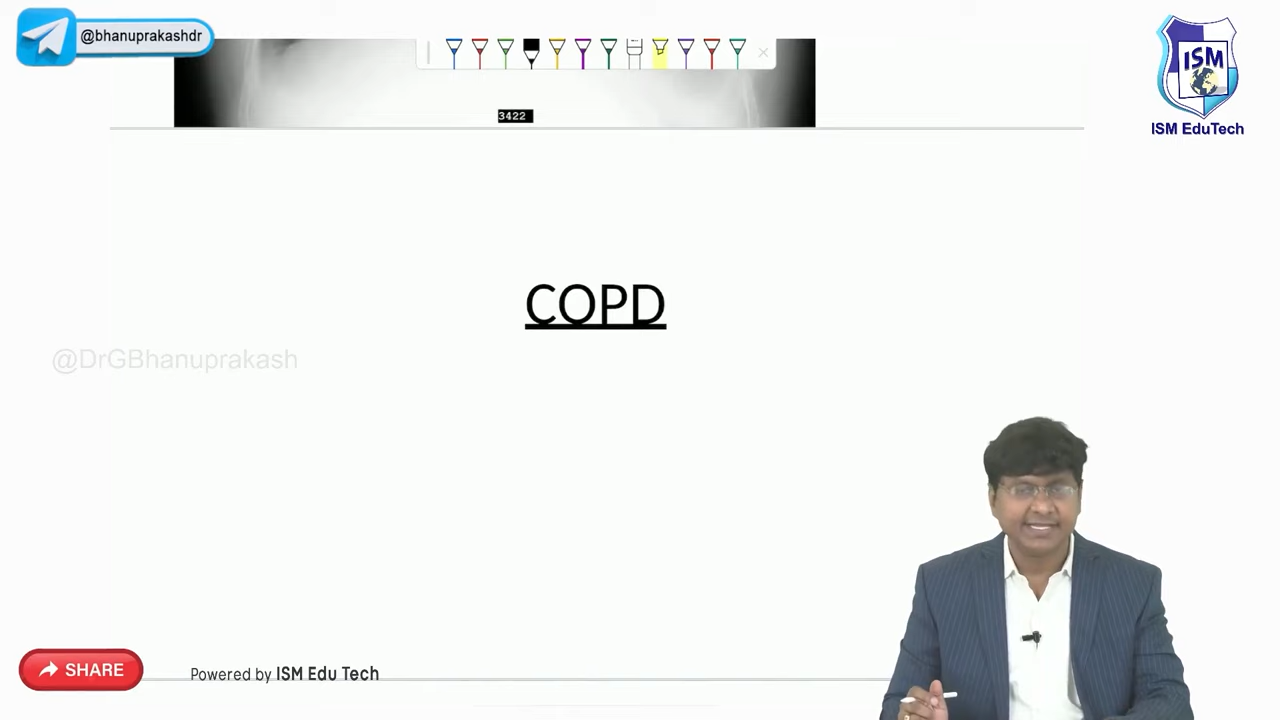 @bhanuprakashdr
ISM
ISM EduTech
3422
COPD
@DrGBhanuprakash
SHARE
Powered by ISM Edu Tech